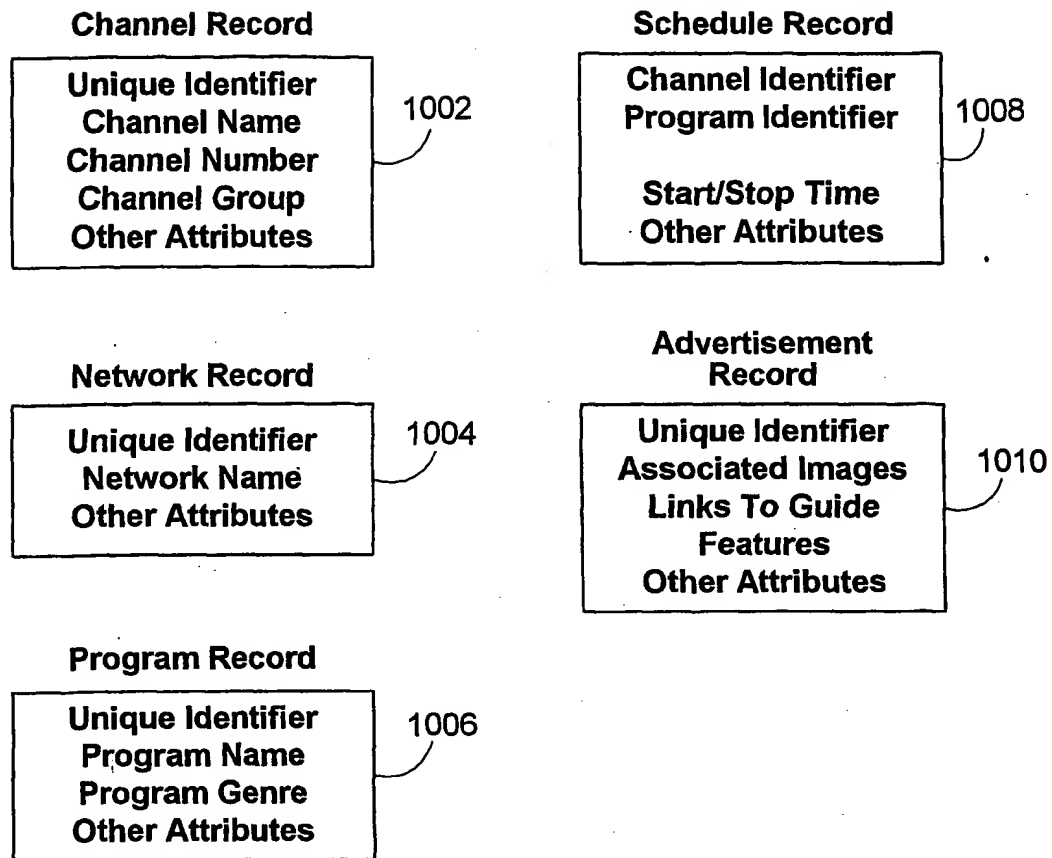 Channel Record
Unique Identifier
Channel Name
Channel Number
Channel Group
Other Attributes
1002
Network Record
Unique Identifier
Network Name
Other Attributes
1004
Program Record
Unique Identifier
Program Name
Program Genre
Other Attributes
1006
Schedule Record
Channel Identifier
Program Identifier
Start/Stop Time
Other Attributes
1008
Advertisement
Record
Unique Identifier
Associated Images
Links To Guide
Features
Other Attributes
1010